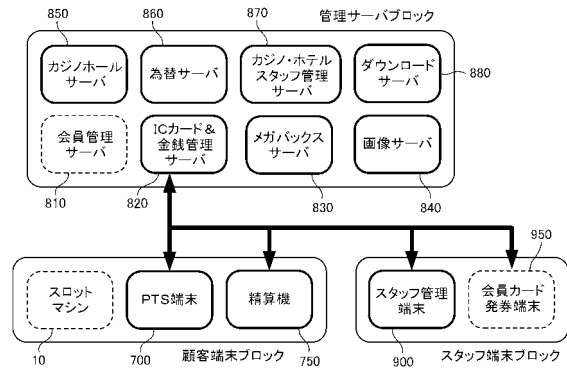 管理サーバブロック
850
860
870
カジノホール
サーバ
為替サーバ
カジノ・ホテル
スタッフ管理
サーバ
ダウンロード
サーバ
880
会員管理
サーバ
ICカード&
金銭管理
サーバ
メガバックス
サーバ
画像サーバ
810
820
830
840
950
スロット
マシン
PTS端末
精算機
スタッフ管理
端末
会員カード
発券端末
10
700
顧客端末ブロック
750
900
スタッフ端末ブロック